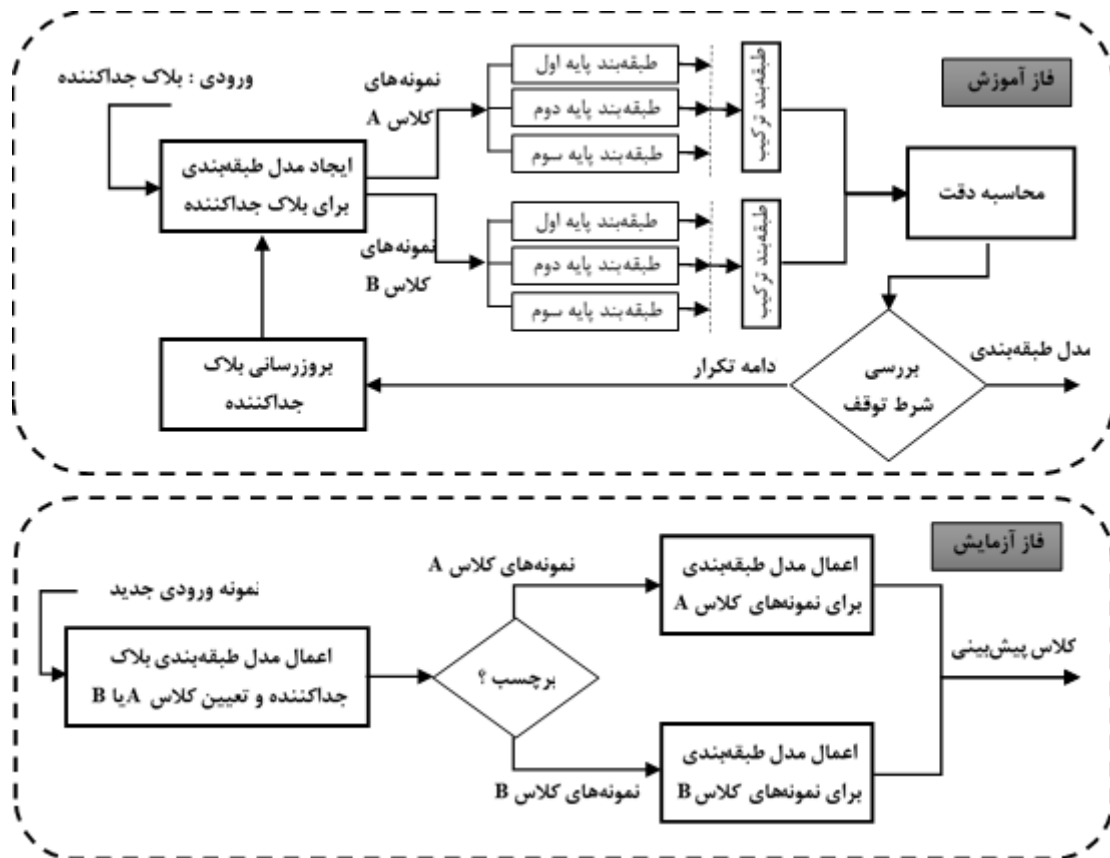 فاز آموزش
ورودی : بلاک جداکننده
ایجاد مدل طبقه‌بندی
برای بلاک جداکننده
نمونه‌های
کلاس A
نمونه‌های
کلاس B
طبقه‌بند پایه اول
طبقه‌بند پایه دوم
طبقه‌بند پایه سوم
طبقه‌بند ترکیب
طبقه‌بند پایه اول
طبقه‌بند پایه دوم
طبقه‌بند پایه سوم
طبقه‌بند ترکیب
محاسبه دقت
بررسی
شرط توقف
مدل طبقه‌بندی
دامه تکرار
بروزرسانی بلاک
جداکننده
فاز آزمایش
نمونه ورودی جدید
اعمال مدل طبقه‌بندی بلاک
جداکننده و تعیین کلاس A یا B
برچسب ؟
نمونه‌های کلاس A
نمونه‌های کلاس B
اعمال مدل طبقه‌بندی
برای نمونه‌های کلاس A
اعمال مدل طبقه‌بندی
برای نمونه‌های کلاس B
کلاس پیش‌بینی